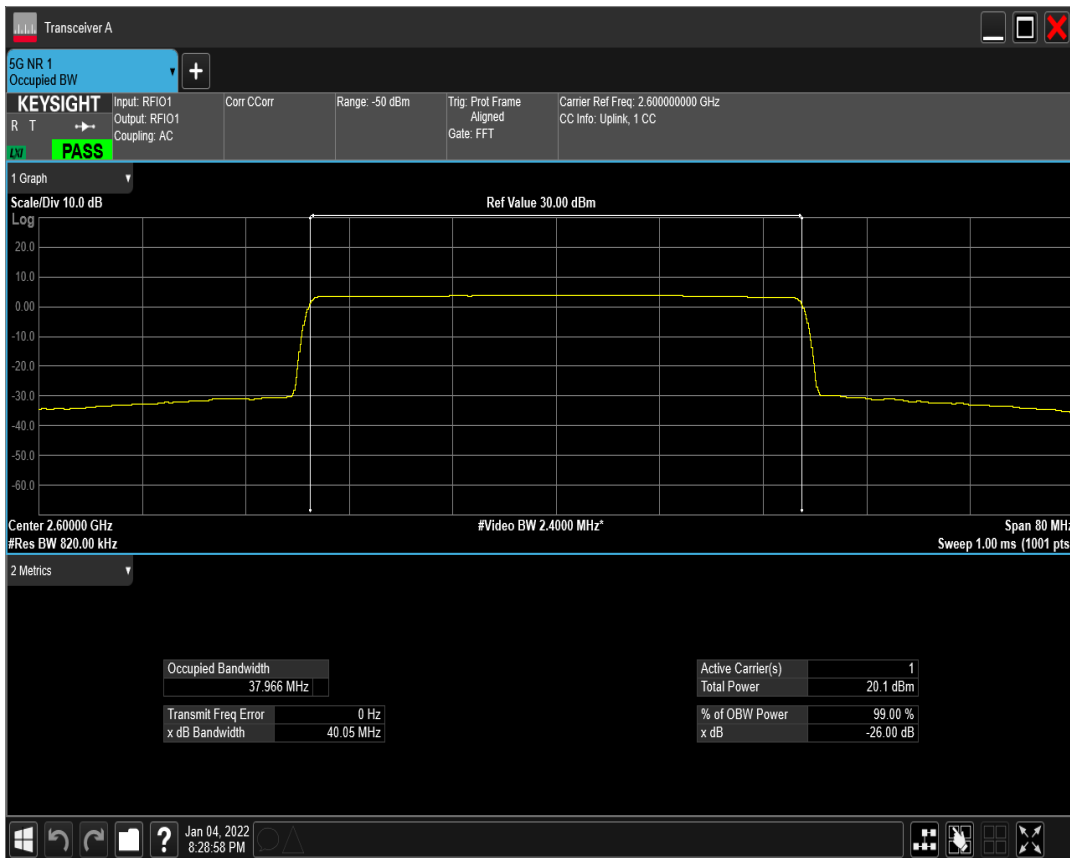 Transceiver A
5G NR 1
Occupied BW
KEYSIGHT
R T
LXI
PASS
Input: RFIO1
Output: RFIO1
Coupling: AC
Corr CCorr
Range: -50 dBm
Trig: Prot Frame
Aligned
Gate: FFT
Carrier Ref Freq: 2.600000000 GHz
CC Info: Uplink, 1 CC
1 Graph
Scale/Div 10.0 dB
Ref Value 30.00 dBm
Log
20.0
10.0
0.00
-10.0
-20.0
-30.0
-40.0
-50.0
-60.0
Center 2.60000 GHz
#Video BW 2.4000 MHz*
Span 80 MHz
#Res BW 820.00 kHz
Sweep 1.00 ms (1001 pts
2 Metrics
Occupied Bandwidth
37.966 MHz
Transmit Freq Error 0 Hz
x dB Bandwidth 40.05 MHz
Active Carrier(s) 1
Total Power 20.1 dBm
% of OBW Power 99.00 %
x dB -26.00 dB
?
Jan 04, 2022
8:28:58 PM